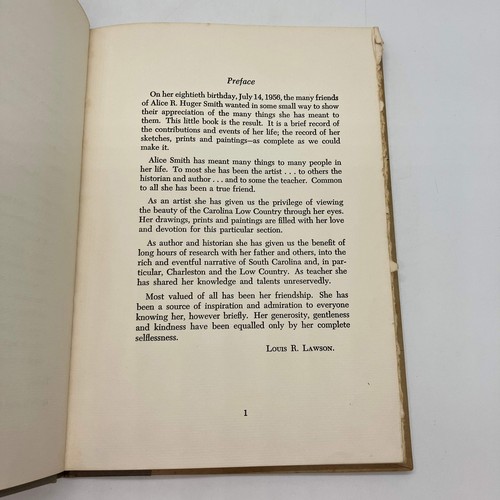 Preface
On her eightieth birthday, July 14, 1956, the many friends
of Alice R. Huger Smith wanted in some small way to show
their appreciation of the many things she has meant to
them. This little book is the result. It is a brief record of
the contributions and events of her life; the record of her
sketches, prints and paintings—as complete as we could
make it.
Alice Smith has meant many things to many people in
her life. To most she has been the artist . . . to others the
historian and author . . . and to some the teacher. Common
to all she has been a true friend.
As an artist she has given us the privilege of viewing
the beauty of the Carolina Low Country through her eyes.
Her drawings, prints and paintings are filled with her love
and devotion for this particular section.
As author and historian she has given us the benefit of
long hours of research with her father and others, into the
rich and eventful narrative of South Carolina and, in par-
ticular, Charleston and the Low Country. As teacher she
has shared her knowledge and talents unreservedly.
Most valued of all has been her friendship. She has
been a source of inspiration and admiration to everyone
knowing her, however briefly. Her generosity, gentleness
and kindness have been equalled only by her complete
selflessness.
Louis R. Lawson.
1